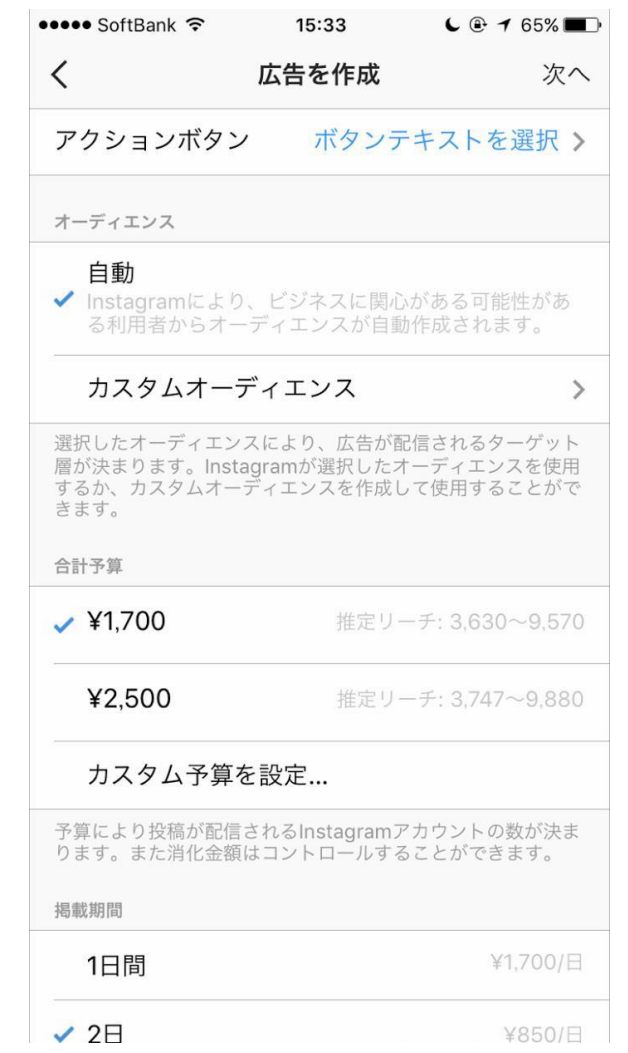 SoftBank 15:33 65%
広告を作成 次へ
アクションボタン ボタンテキストを選択
オーディエンス
自動
Instagramにより、ビジネスに関心がある可能性があ
る利用者からオーディエンスが自動作成されます。
カスタムオーディエンス
選択したオーディエンスにより、広告が配信されるターゲット
層が決まります。Instagramが選択したオーディエンスを使用
するか、カスタムオーディエンスを作成して使用することがで
きます。
合計予算
¥1,700 推定リーチ: 3,630〜9,570
¥2,500 推定リーチ: 3,747〜9,880
カスタム予算を設定...
予算により投稿が配信されるInstagramアカウントの数が決ま
ります。また消化金額はコントロールすることができます。
掲載期間
1日間 ¥1,700/日
2日 ¥850/日